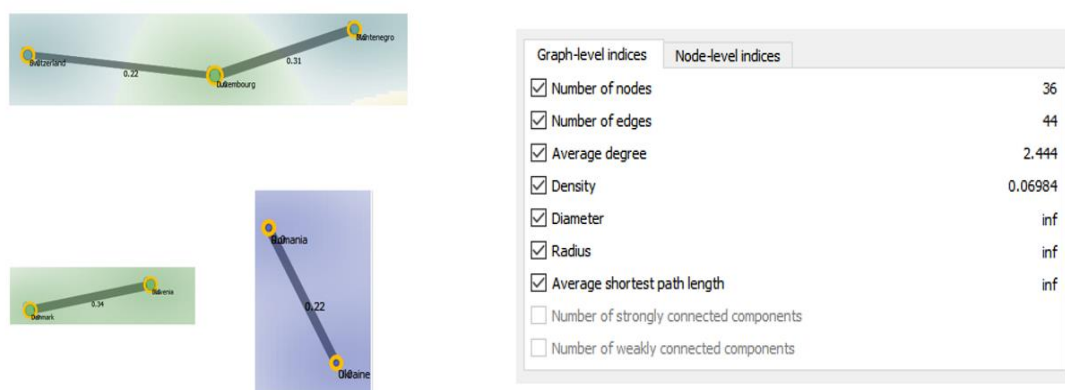 Montenegro
Switzerland
0.22
0.31
Luxembourg
Romania
0.34
Denmark
0.22
Ukraine
Graph-level indices
Node-level indices
Number of nodes
36
Number of edges
44
Average degree
2.444
Density
0.06984
Diameter
inf
Radius
inf
Average shortest path length
inf
Number of strongly connected components
Number of weakly connected components